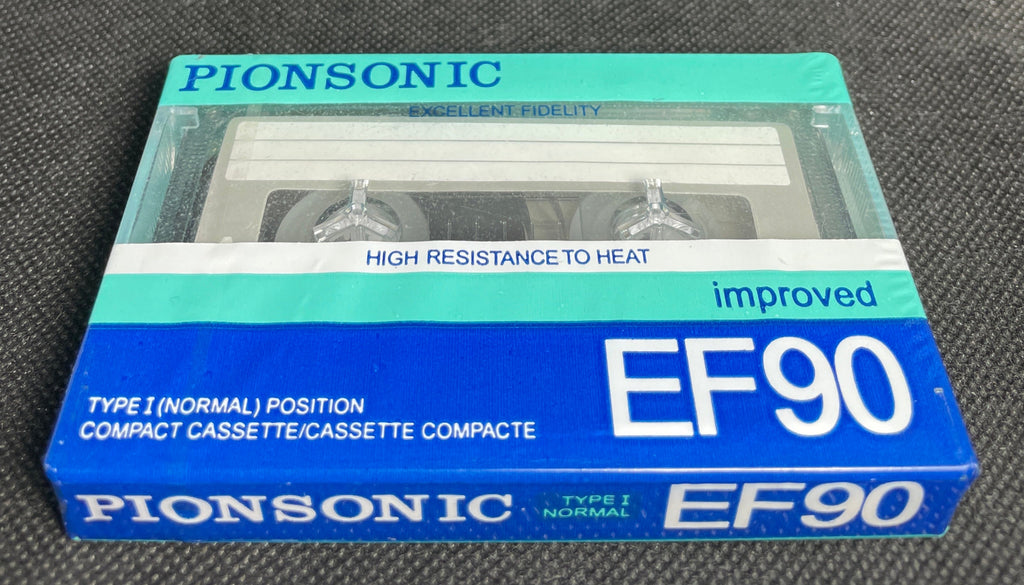 PIONSONIC
EXCELLENT FIDELITY
HIGH RESISTANCE TO HEAT
improved
EF90
TYPE I (NORMAL) POSITION
COMPACT CASSETTE/CASSETTE COMPACTE
PIONSONIC
TYPE I
NORMAL
EF90